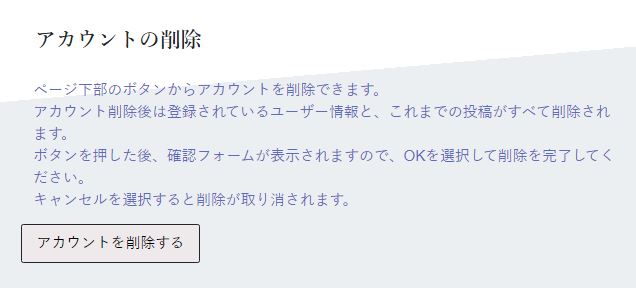 アカウントの削除
ページ下部のボタンからアカウントを削除できます。
アカウント削除後は登録されているユーザー情報と、これまでの投稿がすべて削除され
ます。
ボタンを押した後、確認フォームが表示されますので、OKを選択して削除を完了してく
ださい。
キャンセルを選択すると削除が取り消されます。
アカウントを削除する